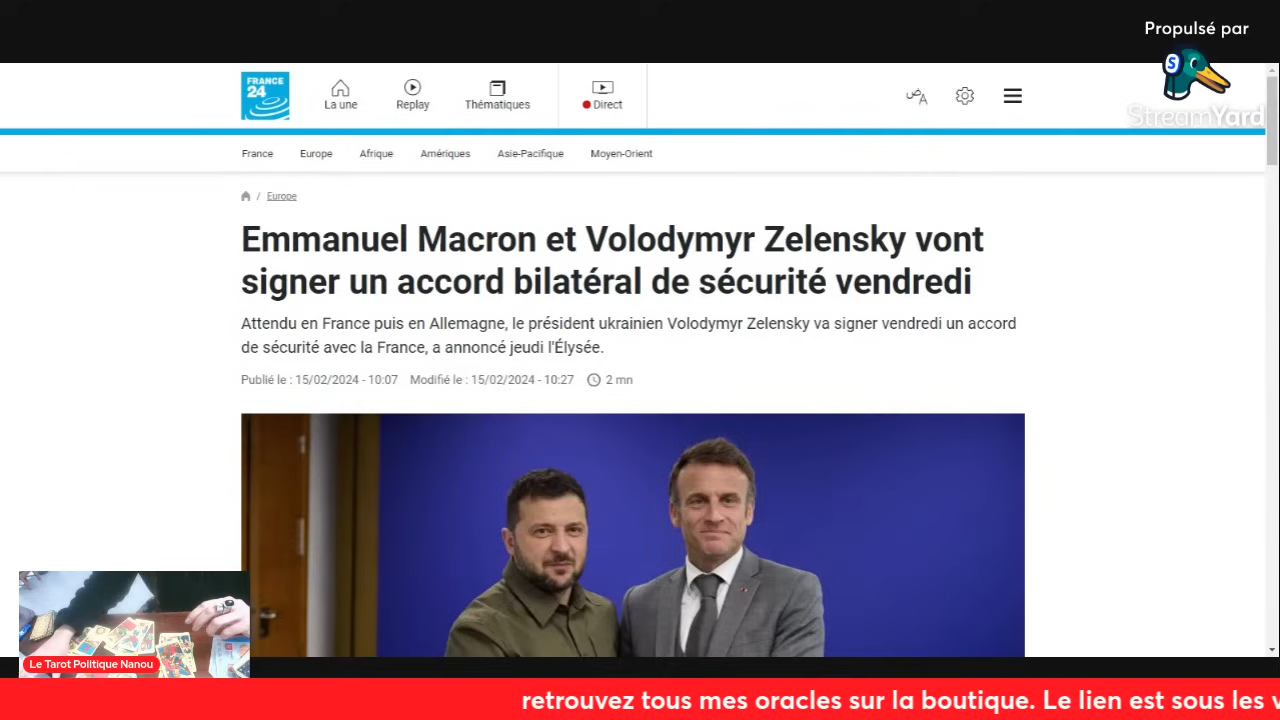 Propulsé par
StreamYard
FRANCE
24
La une
Replay
Thématiques
Direct
France
Europe
Afrique
Amériques
Asie-Pacifique
Moyen-Orient
/ Europe
Emmanuel Macron et Volodymyr Zelensky vont
signer un accord bilatéral de sécurité vendredi
Attendu en France puis en Allemagne, le président ukrainien Volodymyr Zelensky va signer vendredi un accord
de sécurité avec la France, a annoncé jeudi l'Élysée.
Publié le : 15/02/2024 - 10:07 Modifié le : 15/02/2024 - 10:27 2 mn
Le Tarot Politique Nanou
retrouvez tous mes oracles sur la boutique. Le lien est sous les v